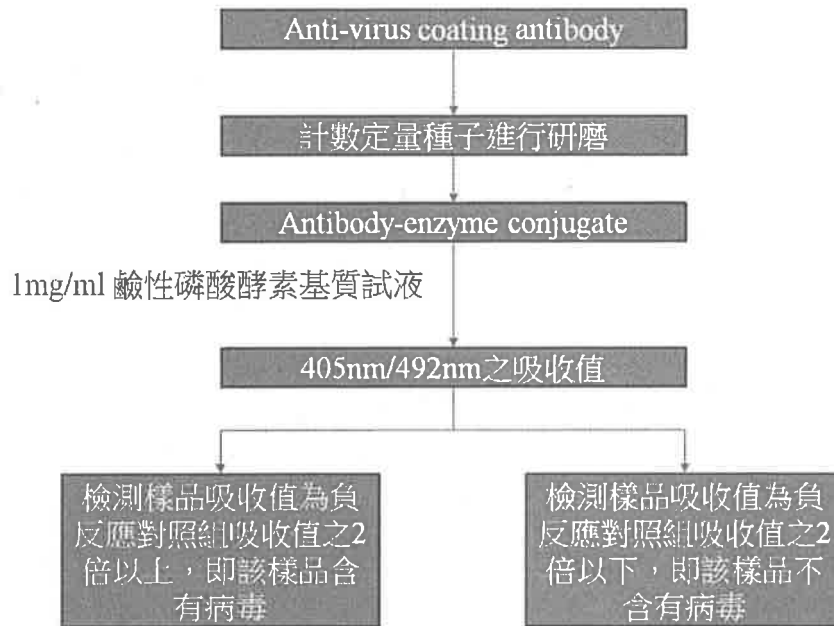 Anti-virus coating antibody
計數定量種子進行研磨
Antibody-enzyme conjugate
1mg/ml 鹼性磷酸酵素基質試液
405nm/492nm之吸收值
檢測樣品吸收值為負
反應對照組吸收值之2
倍以上，即該樣品含
有病毒
檢測樣品吸收值為負
反應對照組吸收值之2
倍以下，即該樣品不
含有病毒